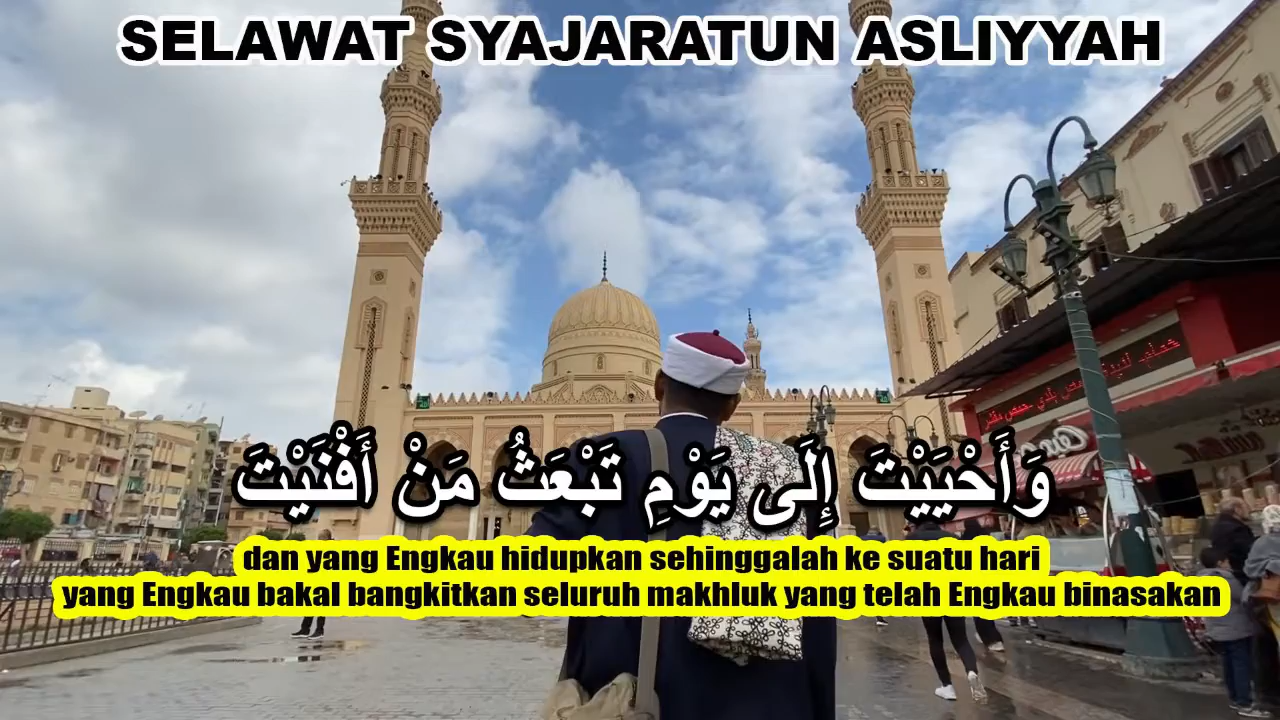 SELAWAT SYAJARATUN ASLIYYAH
وَأَحْيَيْتَ إِلَى يَوْمِ تَبْعَثُ مَنْ أَفْنَيْتَ
dan yang Engkau hidupkan sehinggalah ke suatu hari
yang Engkau bakal bangkitkan seluruh makhluk yang telah Engkau binasakan